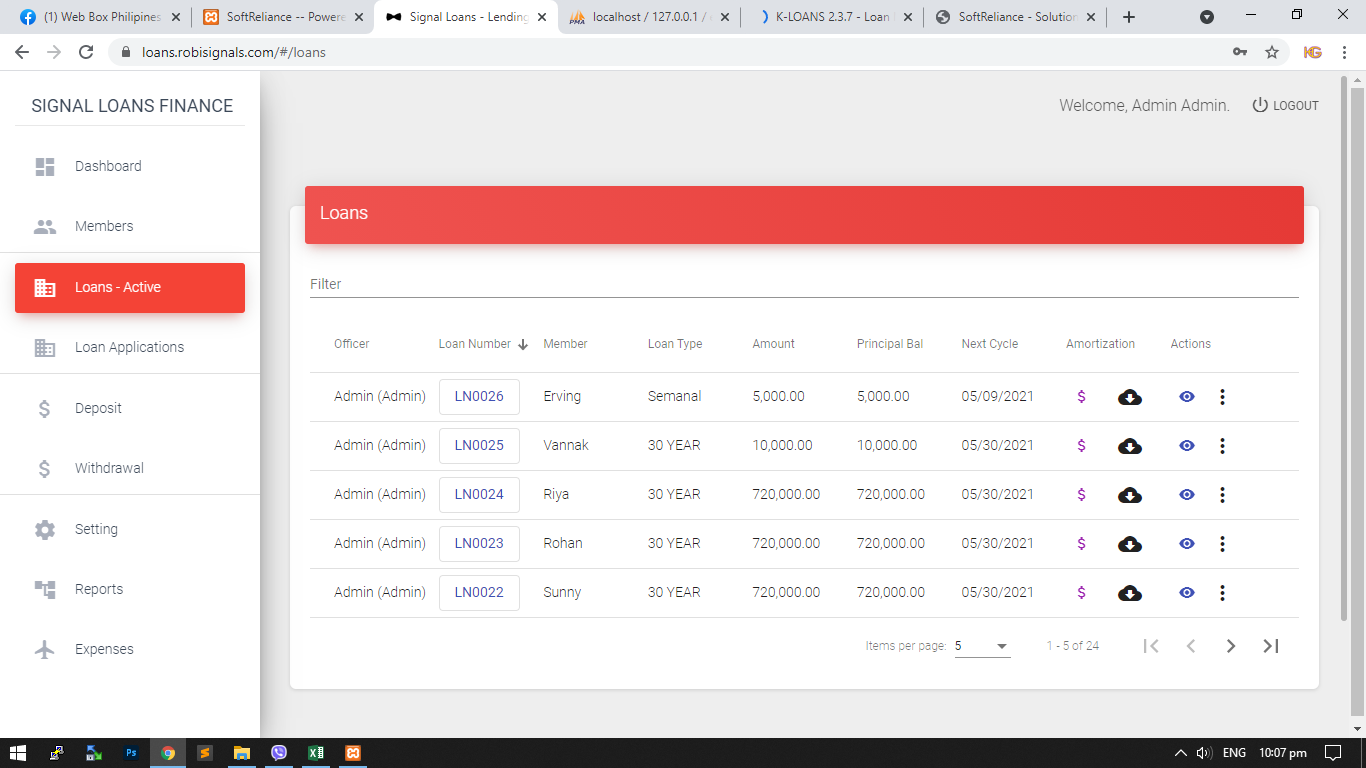 (1) Web Box Philipines
SoftReliance -- Powere
Signal Loans - Lending
localhost / 127.0.0.1 /
K-LOANS 2.3.7 - Loan
SoftReliance - Solution
loans.robisignals.com/#/loans
SIGNAL LOANS FINANCE
Welcome, Admin Admin.
LOGOUT
Dashboard
Members
Loans - Active
Loan Applications
Deposit
Withdrawal
Setting
Reports
Expenses
Loans
Filter
Officer Loan Number Member Loan Type Amount Principal Bal Next Cycle Amortization Actions
Admin (Admin) LN0026 Erving Semanal 5,000.00 5,000.00 05/09/2021 $
Admin (Admin) LN0025 Vannak 30 YEAR 10,000.00 10,000.00 05/30/2021 $
Admin (Admin) LN0024 Riya 30 YEAR 720,000.00 720,000.00 05/30/2021 $
Admin (Admin) LN0023 Rohan 30 YEAR 720,000.00 720,000.00 05/30/2021 $
Admin (Admin) LN0022 Sunny 30 YEAR 720,000.00 720,000.00 05/30/2021 $
Items per page: 5 1 - 5 of 24
ENG 10:07 pm